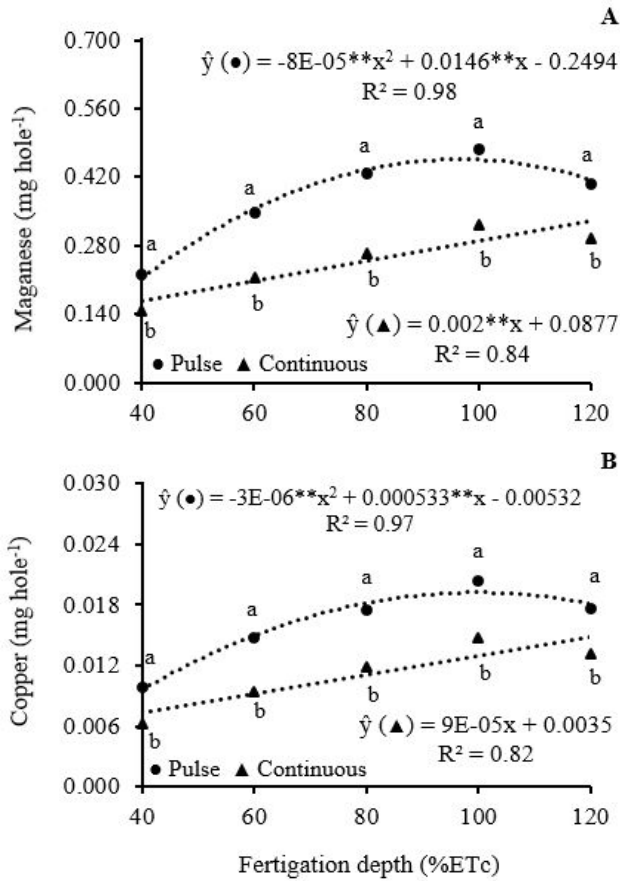 A
0.700
ŷ (●) = -8E-05**x² + 0.0146**x - 0.2494
R² = 0.98
0.560
a
a
a
a
0.420
Maganese (mg hole⁻¹)
a
0.280
b
b
b
b
0.140
b
ŷ (▲) = 0.002**x + 0.0877
R² = 0.84
● Pulse ▲ Continuous
0.000
40 60 80 100 120
B
0.030
ŷ (●) = -3E-06**x² + 0.000533**x - 0.00532
R² = 0.97
0.024
a
a
a
a
0.018
Copper (mg hole⁻¹)
a
0.012
b
b
b
b
0.006
b
ŷ (▲) = 9E-05x + 0.0035
R² = 0.82
● Pulse ▲ Continuous
0.000
40 60 80 100 120
Fertigation depth (%ETc)